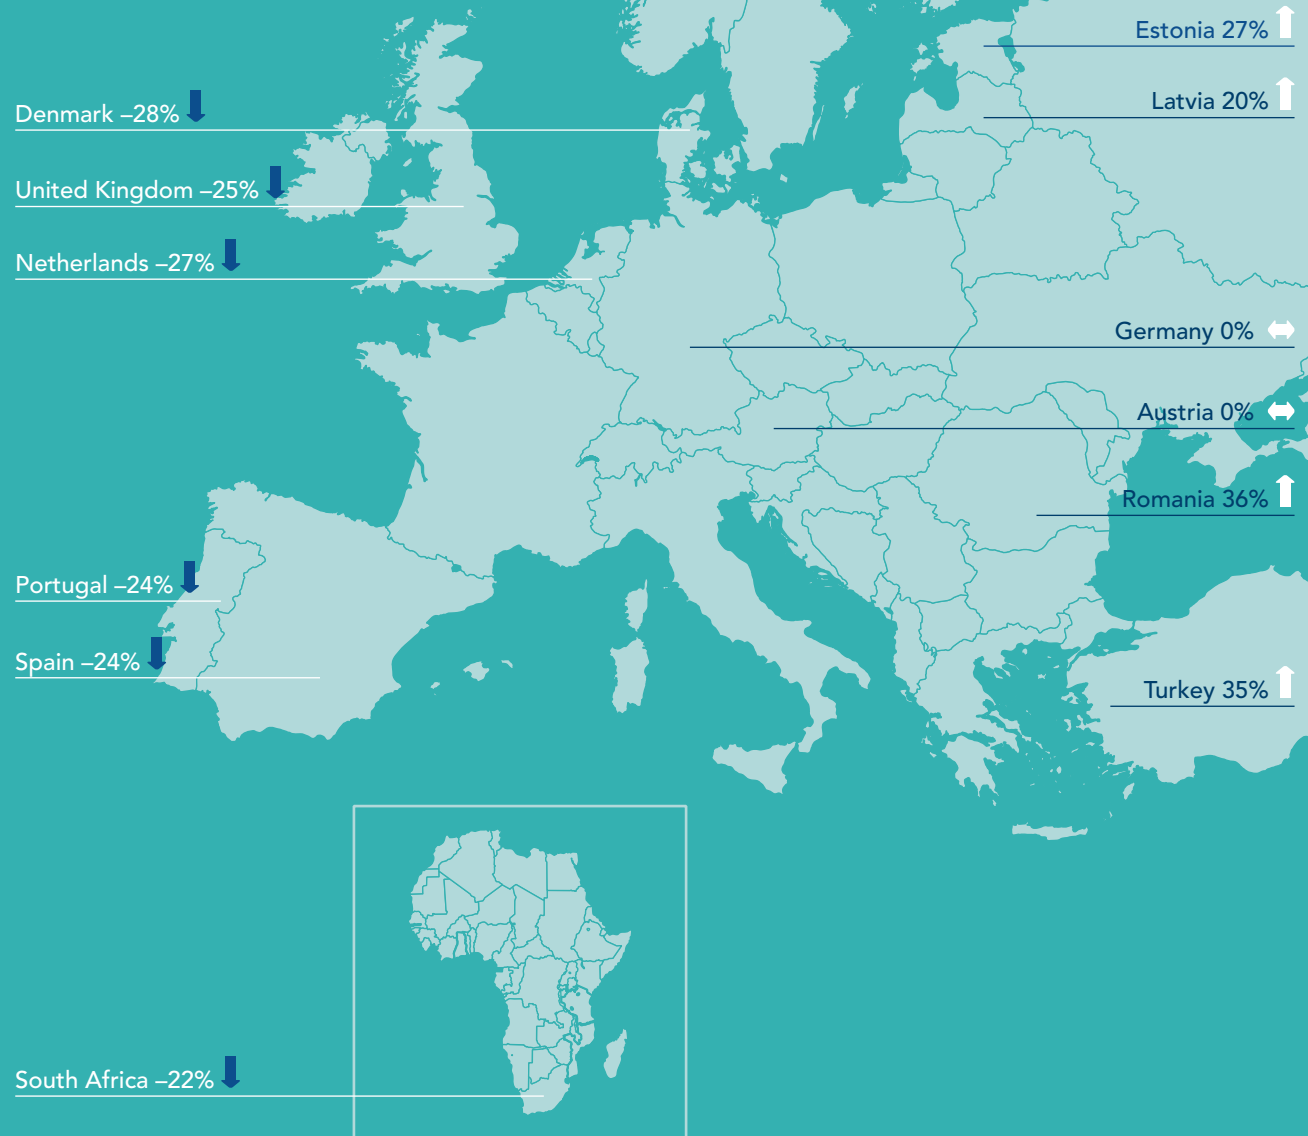 Estonia 27%
Denmark –28%
Latvia 20%
United Kingdom –25%
Netherlands –27%
Germany 0%
Austria 0%
Romania 36%
Portugal –24%
Spain –24%
Turkey 35%
South Africa –22%